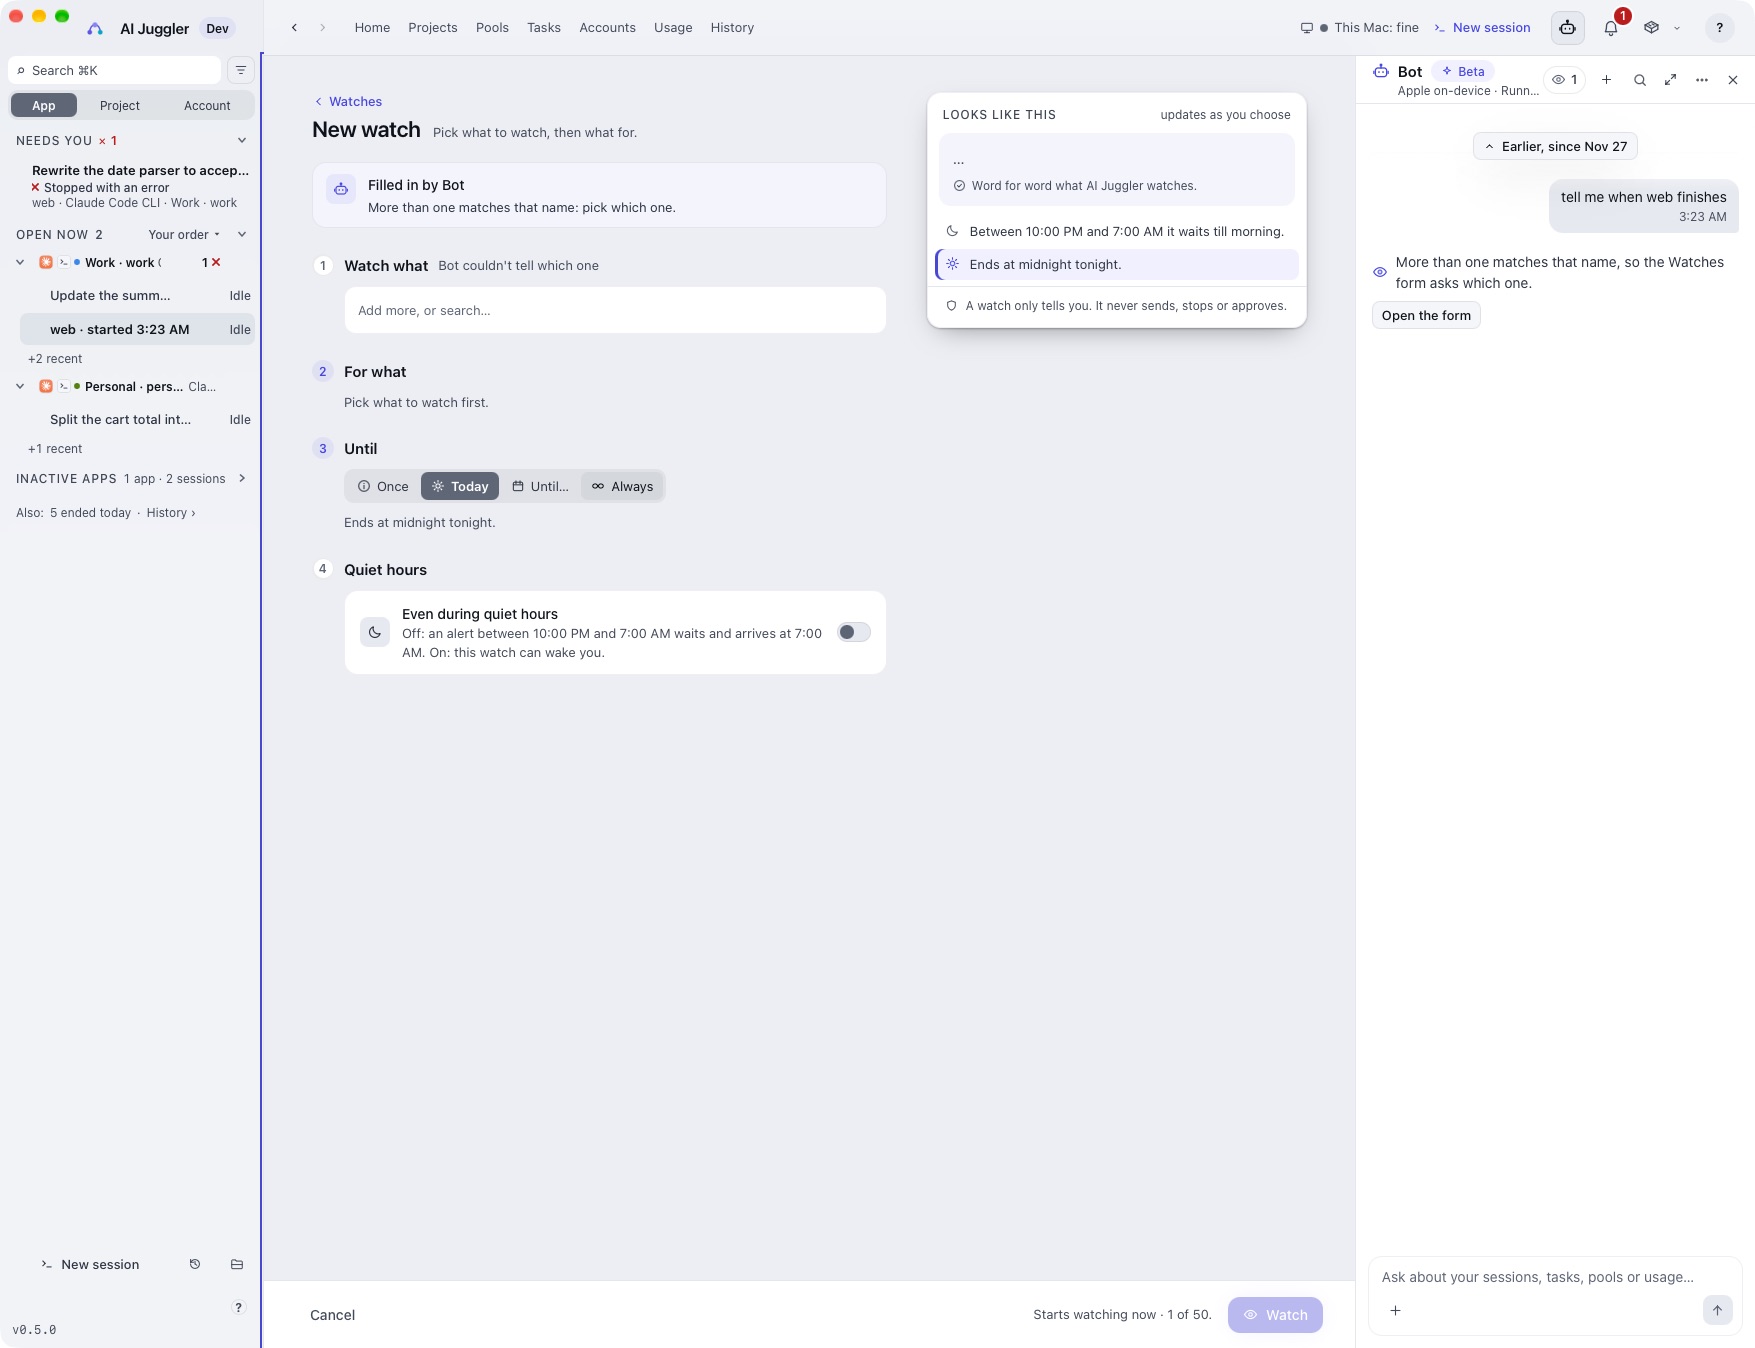 AI Juggler Dev
Search ⌘K
App Project Account
NEEDS YOU × 1
Rewrite the date parser to accep...
Stopped with an error
web · Claude Code CLI · Work · work
OPEN NOW 2 Your order
Work · work 1
Update the summ... Idle
web · started 3:23 AM Idle
+2 recent
Personal · pers... Cla...
Split the cart total int... Idle
+1 recent
INACTIVE APPS 1 app · 2 sessions
Also: 5 ended today · History ›
New session
?
v0.5.0
Home Projects Pools Tasks Accounts Usage History
This Mac: fine New session 1 ?
Watches
New watch Pick what to watch, then what for.
Filled in by Bot
More than one matches that name: pick which one.
1 Watch what Bot couldn't tell which one
Add more, or search...
2 For what
Pick what to watch first.
3 Until
Once Today Until... Always
Ends at midnight tonight.
4 Quiet hours
Even during quiet hours
Off: an alert between 10:00 PM and 7:00 AM waits and arrives at 7:00
AM. On: this watch can wake you.
LOOKS LIKE THIS updates as you choose
...
Word for word what AI Juggler watches.
Between 10:00 PM and 7:00 AM it waits till morning.
Ends at midnight tonight.
A watch only tells you. It never sends, stops or approves.
Cancel Starts watching now · 1 of 50. Watch
Bot Beta 1
Apple on-device · Runn...
Earlier, since Nov 27
tell me when web finishes
3:23 AM
More than one matches that name, so the Watches
form asks which one.
Open the form
Ask about your sessions, tasks, pools or usage...